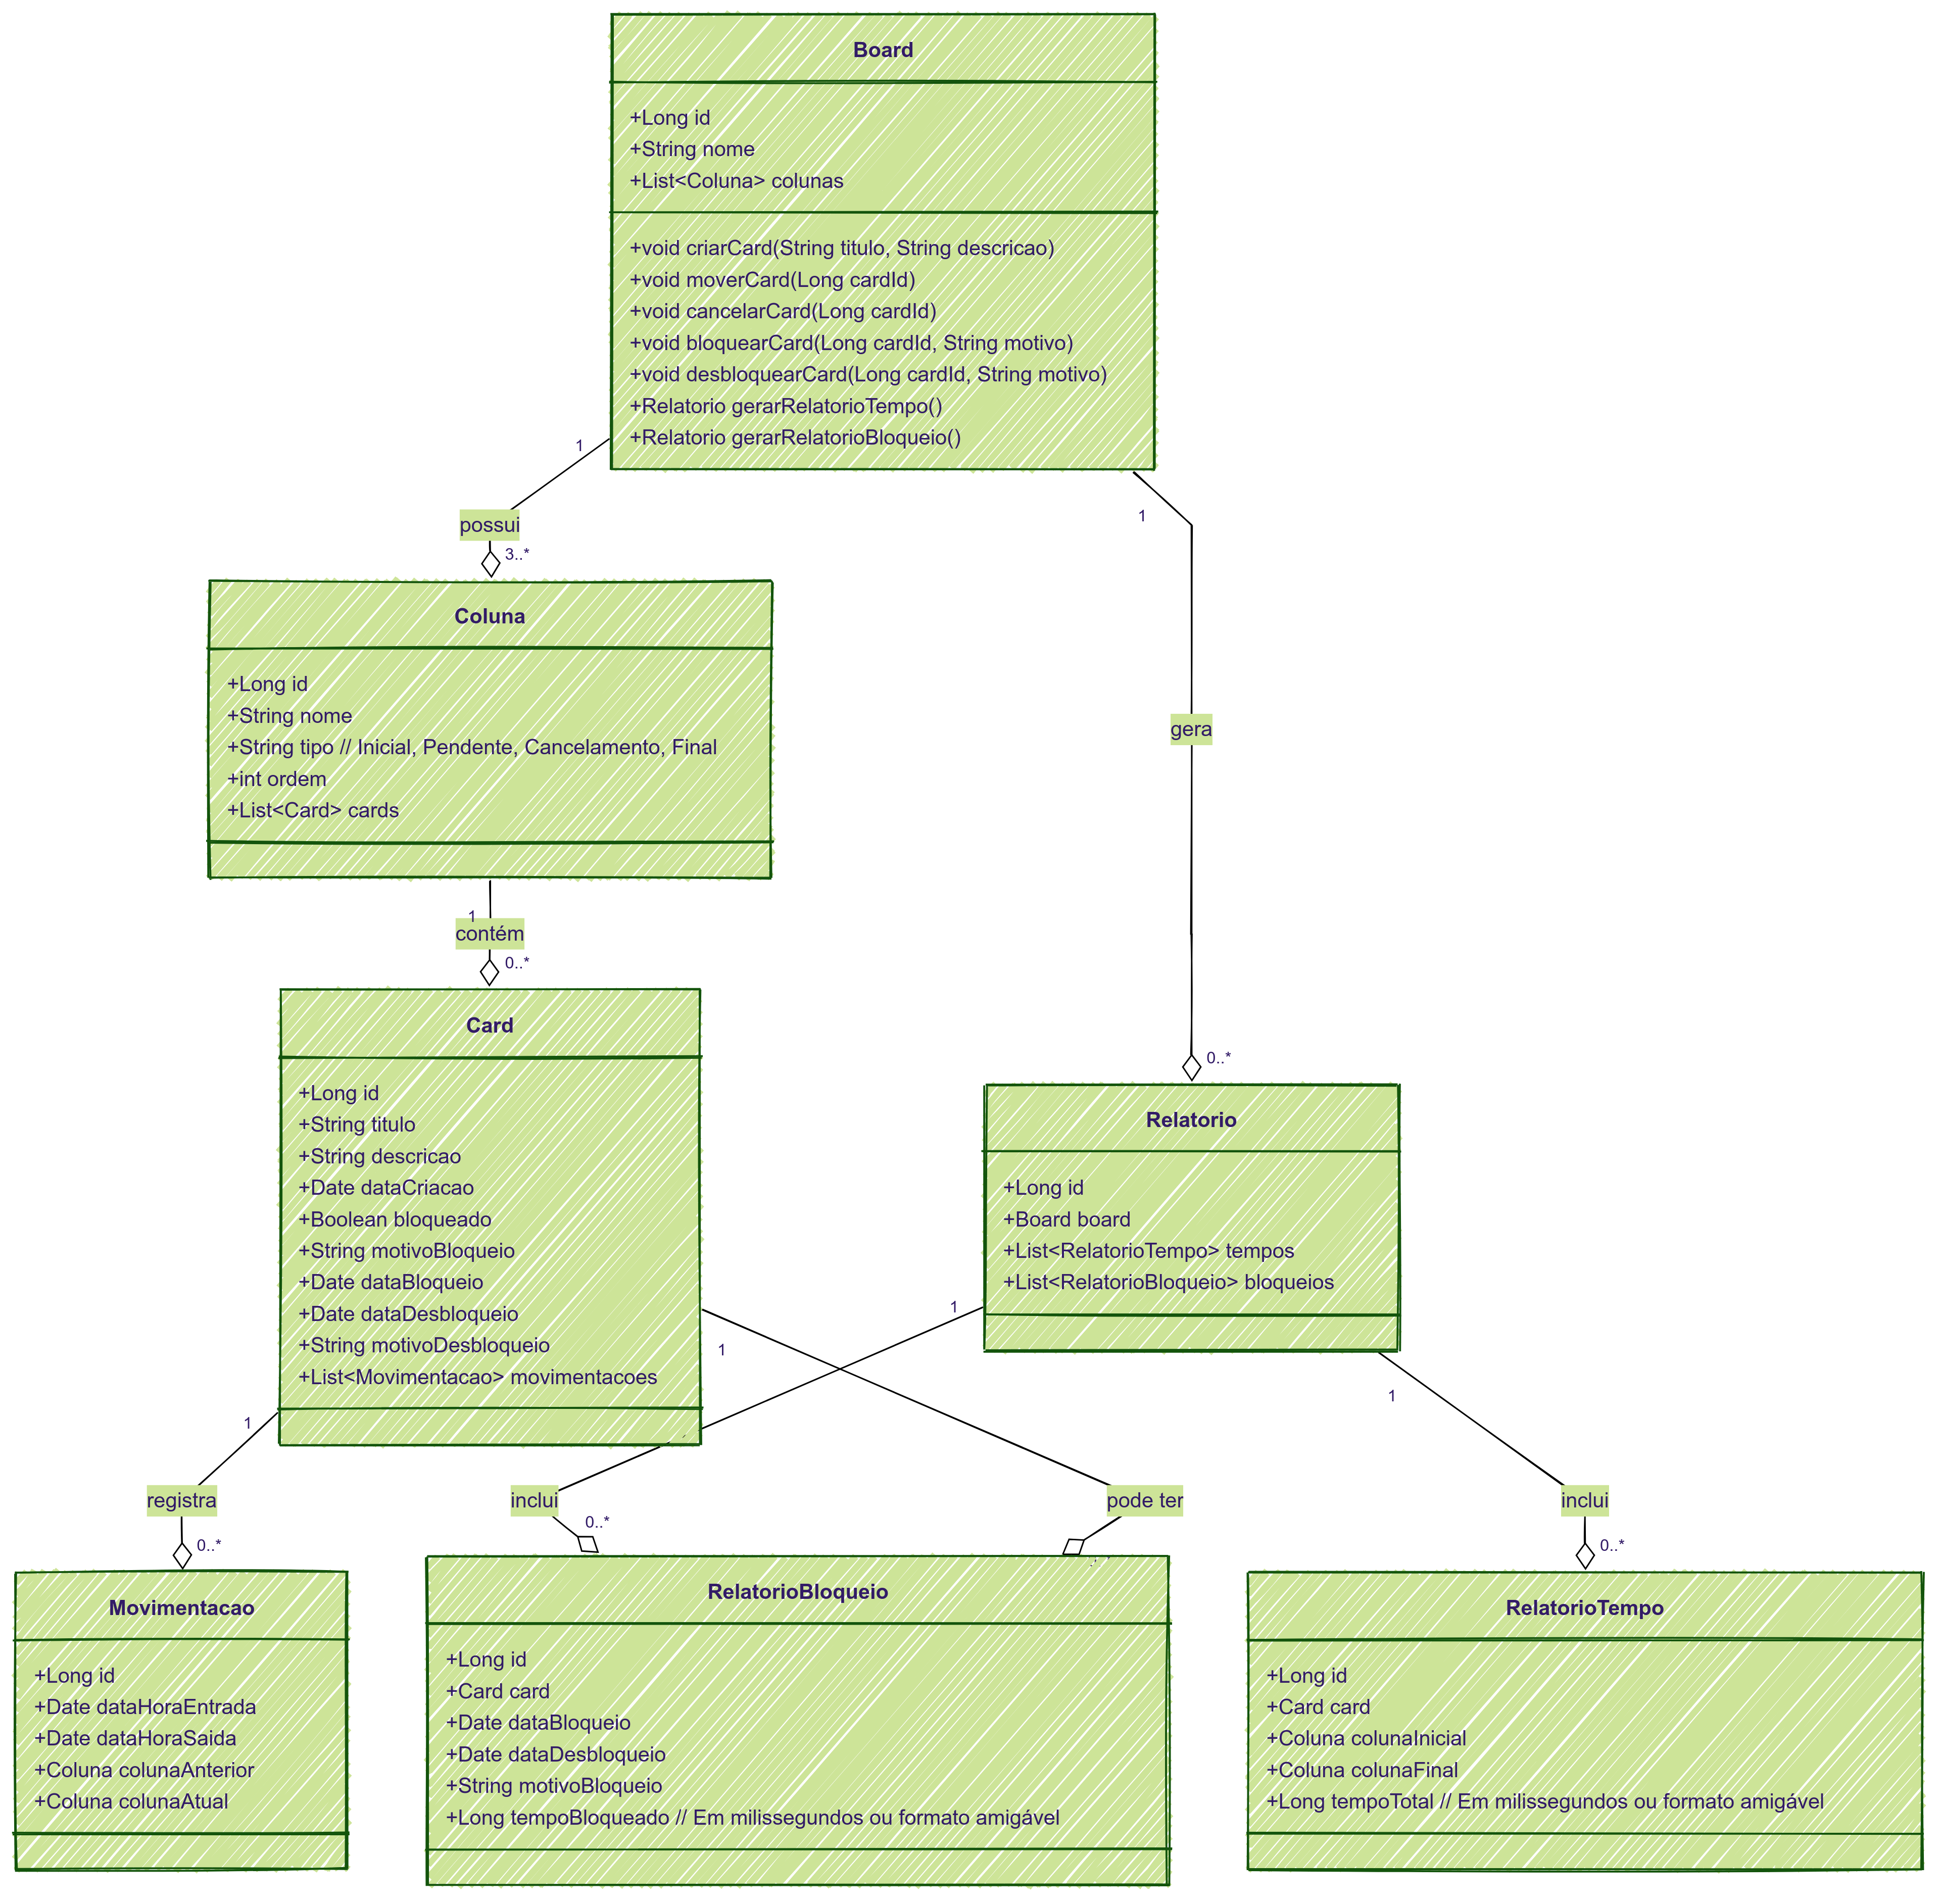 Board
+Long id
+String nome
+List<Coluna> colunas
+void criarCard(String titulo, String descricao)
+void moverCard(Long cardId)
+void cancelarCard(Long cardId)
+void bloquearCard(Long cardId, String motivo)
+void desbloquearCard(Long cardId, String motivo)
+Relatorio gerarRelatorioTempo()
+Relatorio gerarRelatorioBloqueio()
1
possui
3..*
1
gera
0..*
Coluna
+Long id
+String nome
+String tipo // Inicial, Pendente, Cancelamento, Final
+int ordem
+List<Card> cards
1
contém
0..*
Card
+Long id
+String titulo
+String descricao
+Date dataCriacao
+Boolean bloqueado
+String motivoBloqueio
+Date dataBloqueio
+Date dataDesbloqueio
+String motivoDesbloqueio
+List<Movimentacao> movimentacoes
Relatorio
+Long id
+Board board
+List<RelatorioTempo> tempos
+List<RelatorioBloqueio> bloqueios
1
registra
0..*
1
inclui
0..*
1
pode ter
1
inclui
0..*
Movimentacao
+Long id
+Date dataHoraEntrada
+Date dataHoraSaida
+Coluna colunaAnterior
+Coluna colunaAtual
RelatorioBloqueio
+Long id
+Card card
+Date dataBloqueio
+Date dataDesbloqueio
+String motivoBloqueio
+Long tempoBloqueado // Em milissegundos ou formato amigável
RelatorioTempo
+Long id
+Card card
+Coluna colunaInicial
+Coluna colunaFinal
+Long tempoTotal // Em milissegundos ou formato amigável